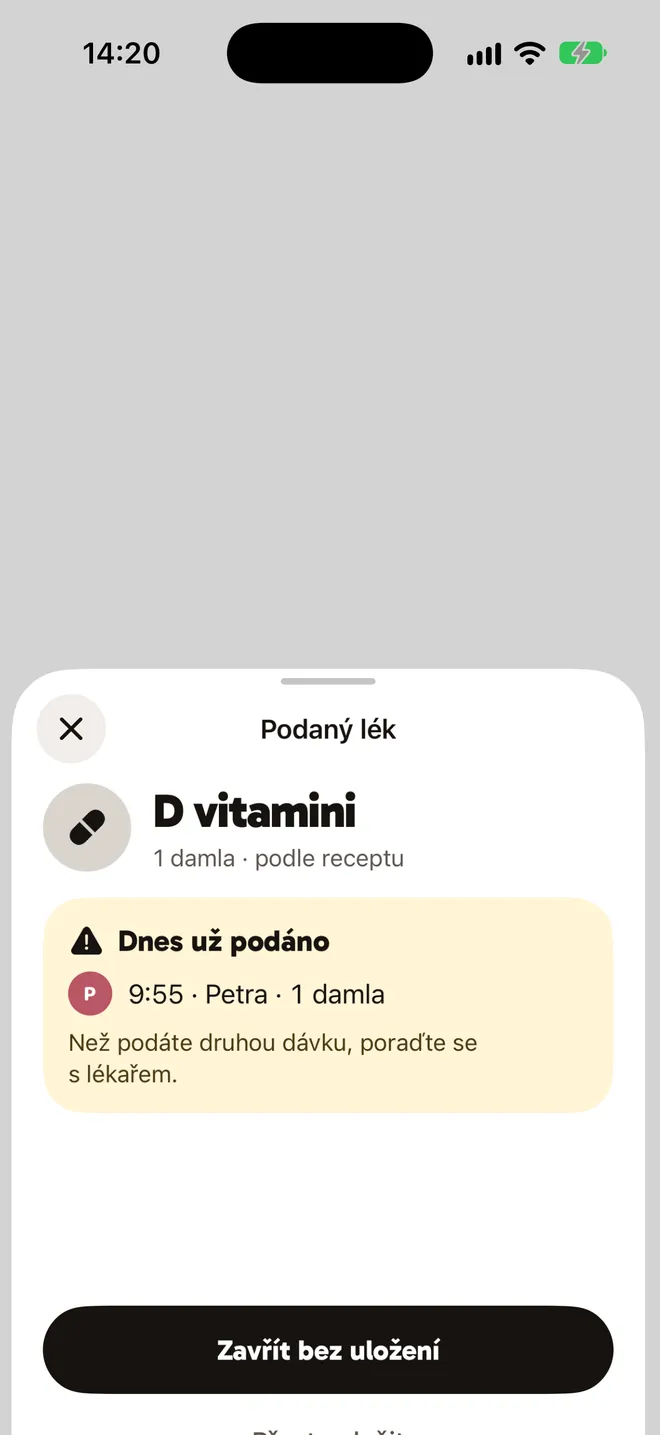 14:20
Podaný lék
D vitamini
1 damla · podle receptu
Dnes už podáno
P 9:55 · Petra · 1 damla
Než podáte druhou dávku, poraďte se
s lékařem.
Zavřít bez uložení